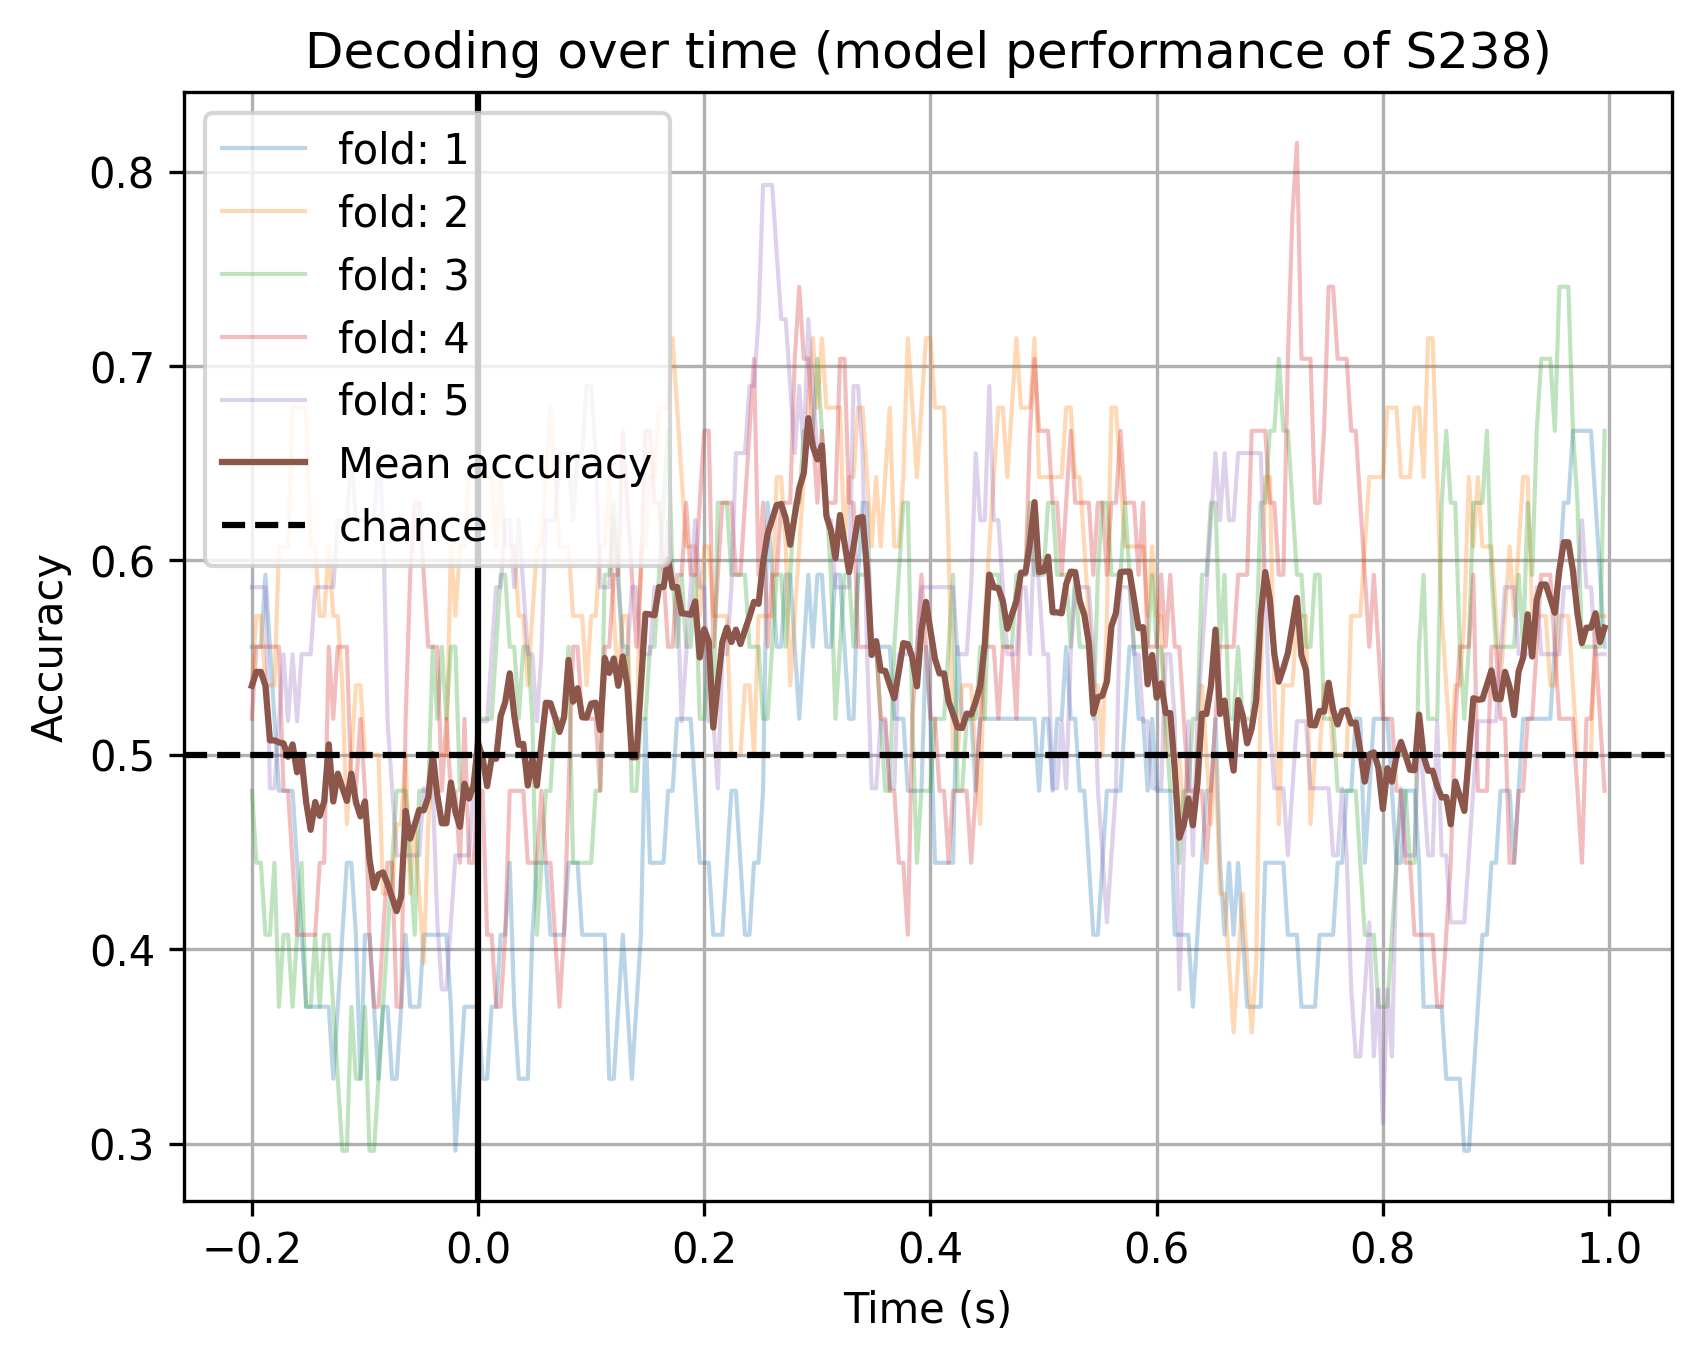 Decoding over time (model performance of S238)
fold: 1
fold: 2
fold: 3
fold: 4
fold: 5
Mean accuracy
chance
0.8
0.7
0.6
0.5
0.4
0.3
Accuracy
−0.2 0.0 0.2 0.4 0.6 0.8 1.0
Time (s)